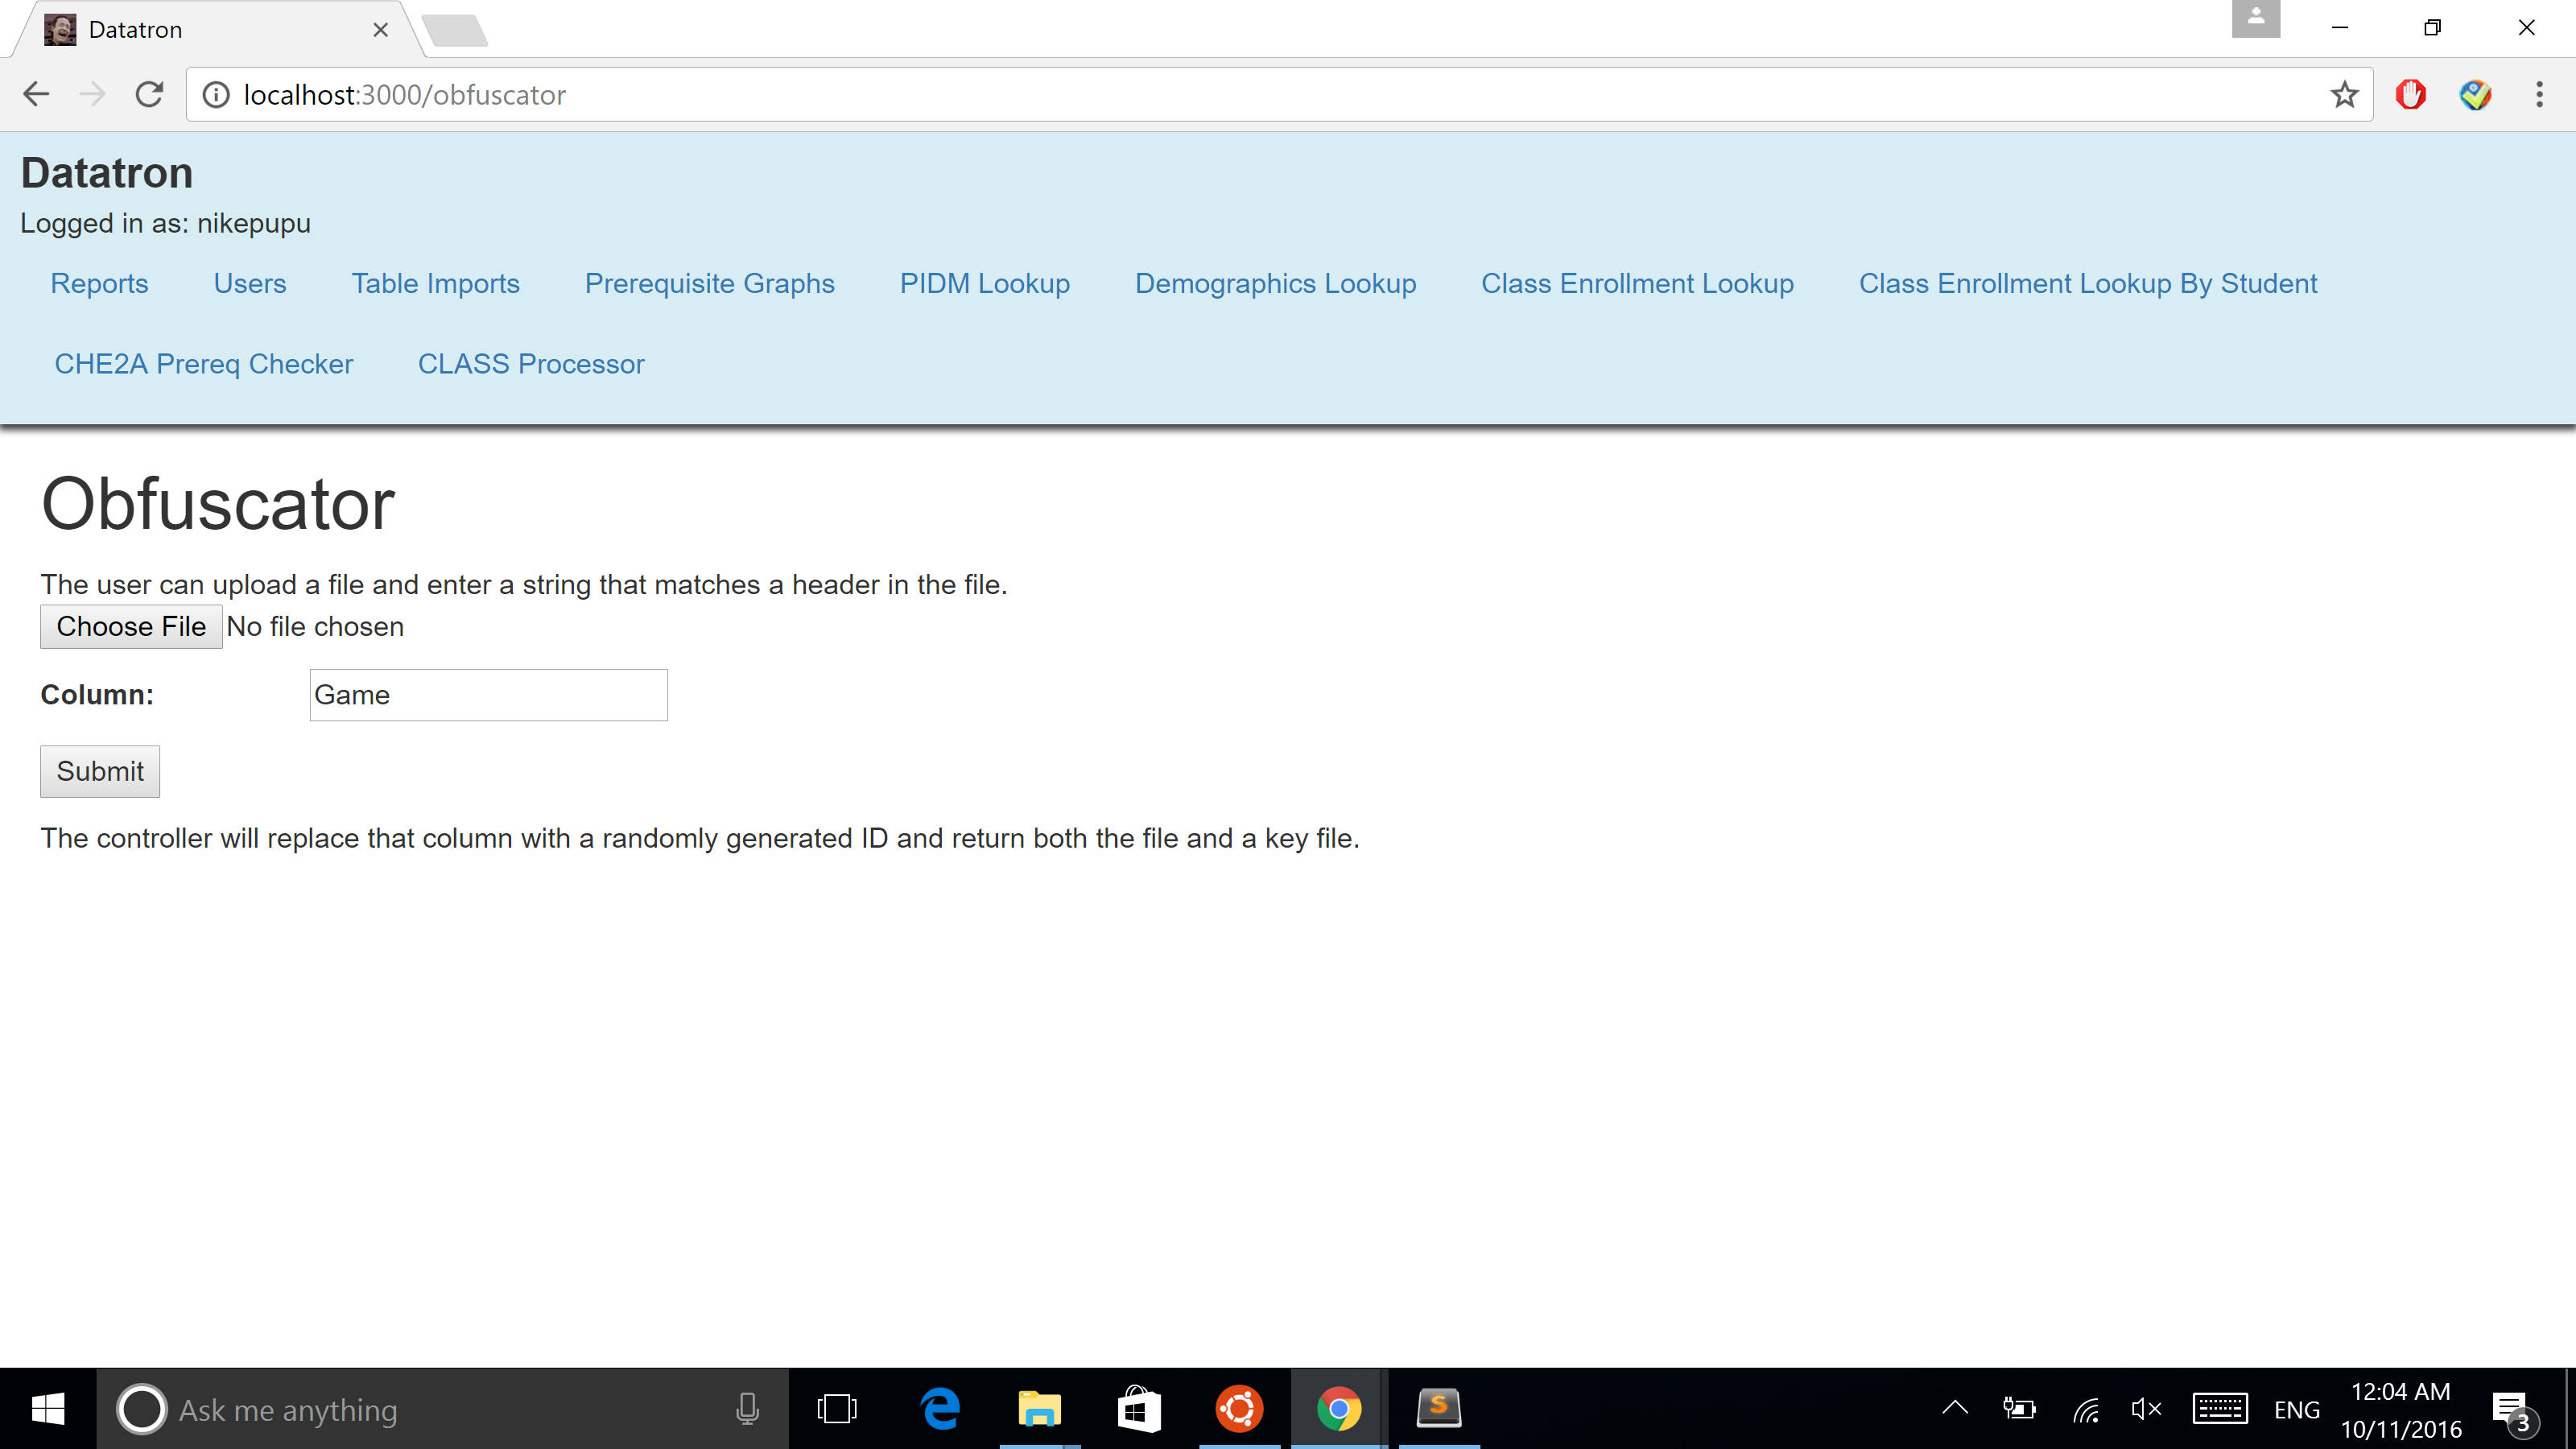 Datatron
localhost:3000/obfuscator
Datatron
Logged in as: nikepupu
Reports Users Table Imports Prerequisite Graphs PIDM Lookup Demographics Lookup Class Enrollment Lookup Class Enrollment Lookup By Student
CHE2A Prereq Checker CLASS Processor
Obfuscator
The user can upload a file and enter a string that matches a header in the file.
Choose File No file chosen
Column: Game
Submit
The controller will replace that column with a randomly generated ID and return both the file and a key file.
Ask me anything
S
ENG
12:04 AM
10/11/2016
3